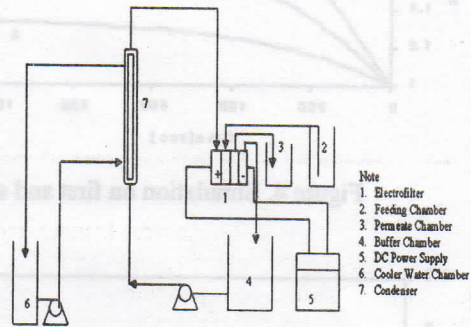 7
3
2
+
-
4
5
6
Note
1. Electrofilter
2. Feeding Chamber
3. Permeate Chamber
4. Buffer Chamber
5. DC Power Supply
6. Cooler Water Chamber
7. Condenser